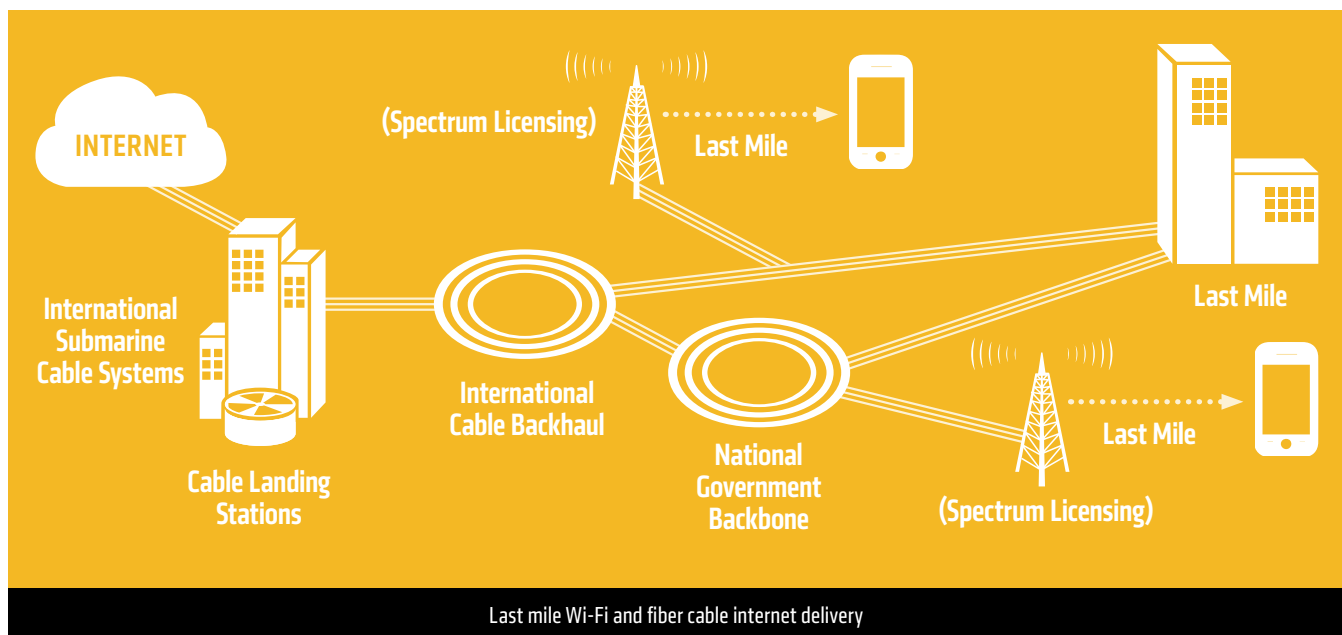 INTERNET
(Spectrum Licensing)
Last Mile
International
Submarine
Cable Systems
Cable Landing
Stations
International
Cable Backhaul
National
Government
Backbone
Last Mile
Last Mile
(Spectrum Licensing)
Last mile Wi-Fi and fiber cable internet delivery